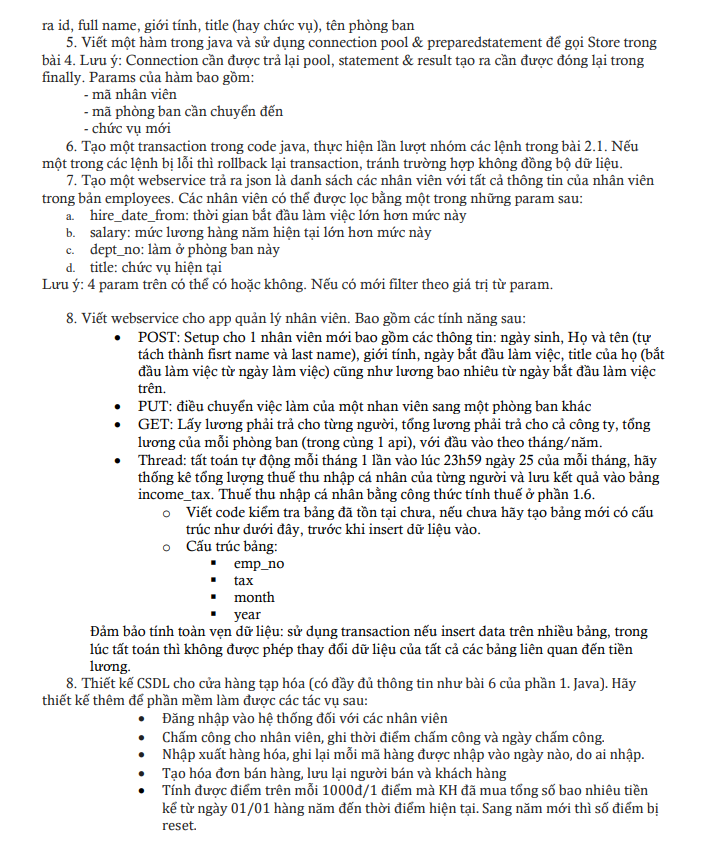 ra id, full name, giới tính, title (hay chức vụ), tên phòng ban
5. Viết một hàm trong java và sử dụng connection pool & preparedstatement để gọi Store trong
bài 4. Lưu ý: Connection cần được trả lại pool, statement & result tạo ra cần được đóng lại trong
finally. Params của hàm bao gồm:
- mã nhân viên
- mã phòng ban cần chuyển đến
- chức vụ mới
6. Tạo một transaction trong code java, thực hiện lần lượt nhóm các lệnh trong bài 2.1. Nếu
một trong các lệnh bị lỗi thì rollback lại transaction, tránh trường hợp không đồng bộ dữ liệu.
7. Tạo một webservice trả ra json là danh sách các nhân viên với tất cả thông tin của nhân viên
trong bản employees. Các nhân viên có thể được lọc bằng một trong những param sau:
a. hire_date_from: thời gian bắt đầu làm việc lớn hơn mức này
b. salary: mức lương hàng năm hiện tại lớn hơn mức này
c. dept_no: làm ở phòng ban này
d. title: chức vụ hiện tại
Lưu ý: 4 param trên có thể có hoặc không. Nếu có mới filter theo giá trị từ param.
8. Viết webservice cho app quản lý nhân viên. Bao gồm các tính năng sau:
• POST: Setup cho 1 nhân viên mới bao gồm các thông tin: ngày sinh, Họ và tên (tự
tách thành fisrt name và last name), giới tính, ngày bắt đầu làm việc, title của họ (bắt
đầu làm việc từ ngày làm việc) cũng như lương bao nhiêu từ ngày bắt đầu làm việc
trên.
• PUT: điều chuyển việc làm của một nhan viên sang một phòng ban khác
• GET: Lấy lương phải trả cho từng người, tổng lương phải trả cho cả công ty, tổng
lương của mỗi phòng ban (trong cùng 1 api), với đầu vào theo tháng/năm.
• Thread: tất toán tự động mỗi tháng 1 lần vào lúc 23h59 ngày 25 của mỗi tháng, hãy
thống kê tổng lượng thuế thu nhập cá nhân của từng người và lưu kết quả vào bảng
income_tax. Thuế thu nhập cá nhân bằng công thức tính thuế ở phần 1.6.
o Viết code kiểm tra bảng đã tồn tại chưa, nếu chưa hãy tạo bảng mới có cấu
trúc như dưới đây, trước khi insert dữ liệu vào.
o Cấu trúc bảng:
▪ emp_no
▪ tax
▪ month
▪ year
Đảm bảo tính toàn vẹn dữ liệu: sử dụng transaction nếu insert data trên nhiều bảng, trong
lúc tất toán thì không được phép thay đổi dữ liệu của tất cả các bảng liên quan đến tiền
lương.
8. Thiết kế CSDL cho cửa hàng tạp hóa (có đầy đủ thông tin như bài 6 của phần 1. Java). Hãy
thiết kế thêm để phần mềm làm được các tác vụ sau:
• Đăng nhập vào hệ thống đối với các nhân viên
• Chấm công cho nhân viên, ghi thời điểm chấm công và ngày chấm công.
• Nhập xuất hàng hóa, ghi lại mỗi mã hàng được nhập vào ngày nào, do ai nhập.
• Tạo hóa đơn bán hàng, lưu lại người bán và khách hàng
• Tính được điểm trên mỗi 1000đ/1 điểm mà KH đã mua tổng số bao nhiêu tiền
kể từ ngày 01/01 hàng năm đến thời điểm hiện tại. Sang năm mới thì số điểm bị
reset.